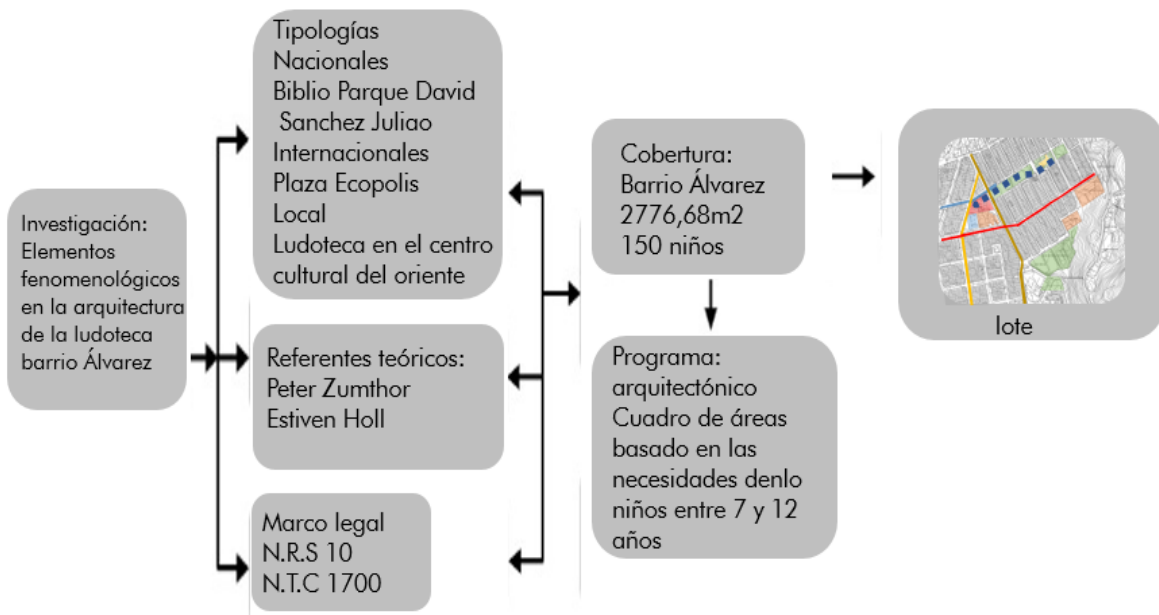 Investigación:
Elementos
fenomenológicos
en la arquitectura
de la ludoteca
barrio Álvarez
Tipologías
Nacionales
Biblio Parque David
Sanchez Juliao
Internacionales
Plaza Ecopolis
Local
Ludoteca en el centro
cultural del oriente
Referentes teóricos:
Peter Zumthor
Estiven Holl
Marco legal
N.R.S 10
N.T.C 1700
Cobertura:
Barrio Álvarez
2776,68m2
150 niños
Programa:
arquitectónico
Cuadro de áreas
basado en las
necesidades denlo
niños entre 7 y 12
años
lote